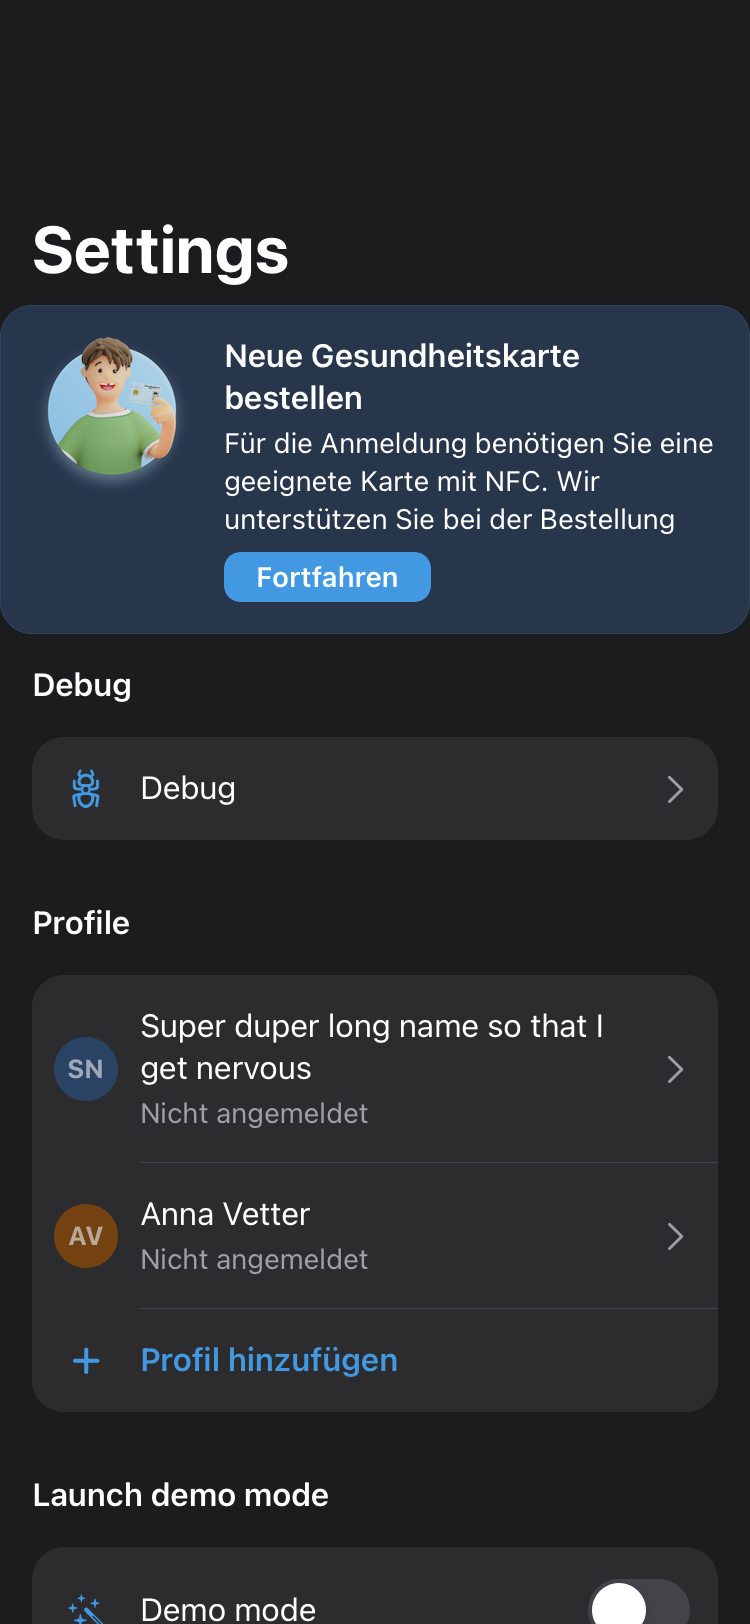 Settings
Neue Gesundheitskarte
bestellen
Für die Anmeldung benötigen Sie eine
geeignete Karte mit NFC. Wir
unterstützen Sie bei der Bestellung
Fortfahren
Debug
Debug
Profile
SN
Super duper long name so that I
get nervous
Nicht angemeldet
AV
Anna Vetter
Nicht angemeldet
Profil hinzufügen
Launch demo mode
Demo mode